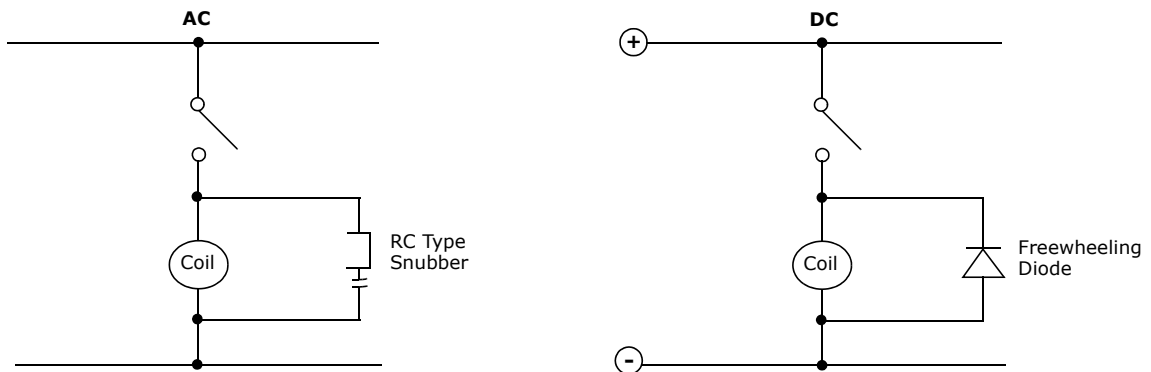 AC
Coil
RC Type
Snubber
DC
+
Coil
Freewheeling
Diode
-